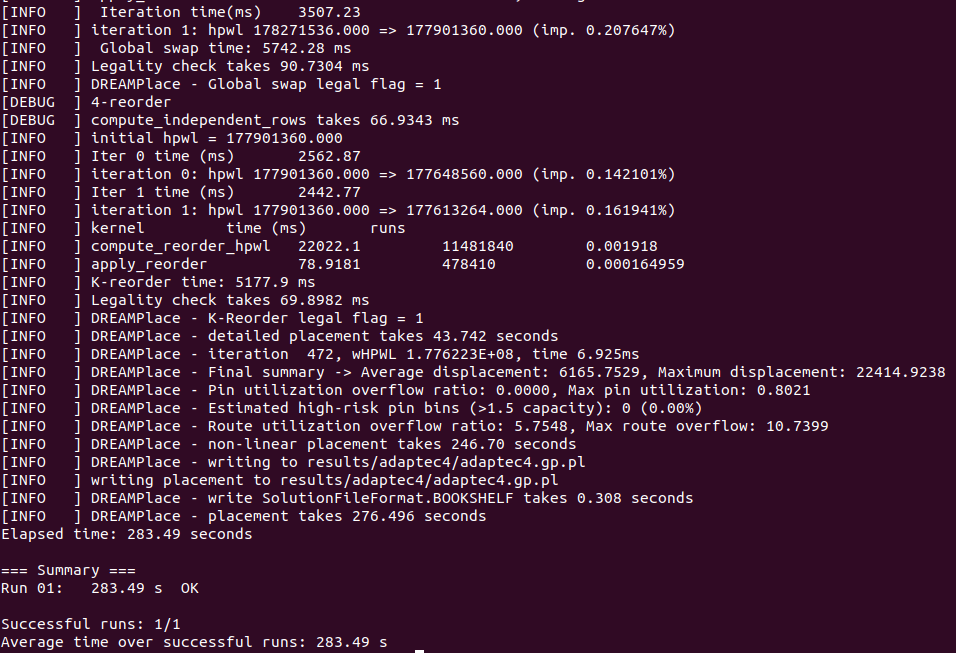 [INFO   ]  Iteration time(ms)    3507.23
[INFO   ] iteration 1: hpwl 178271536.000 => 177901360.000 (imp. 0.207647%)
[INFO   ]  Global swap time: 5742.28 ms
[INFO   ] Legality check takes 90.7304 ms
[INFO   ] DREAMPlace - Global swap legal flag = 1
[DEBUG  ] 4-reorder
[DEBUG  ] compute_independent_rows takes 66.9343 ms
[INFO   ] initial hpwl = 177901360.000
[INFO   ] Iter 0 time (ms)       2562.87
[INFO   ] iteration 0: hpwl 177901360.000 => 177648560.000 (imp. 0.142101%)
[INFO   ] Iter 1 time (ms)       2442.77
[INFO   ] iteration 1: hpwl 177901360.000 => 177613264.000 (imp. 0.161941%)
[INFO   ] kernel         time (ms)       runs
[INFO   ] compute_reorder_hpwl   22022.1         11481840        0.001918
[INFO   ] apply_reorder          78.9181         478410          0.000164959
[INFO   ] K-reorder time: 5177.9 ms
[INFO   ] Legality check takes 69.8982 ms
[INFO   ] DREAMPlace - K-Reorder legal flag = 1
[INFO   ] DREAMPlace - detailed placement takes 43.742 seconds
[INFO   ] DREAMPlace - iteration  472, wHPWL 1.776223E+08, time 6.925ms
[INFO   ] DREAMPlace - Final summary -> Average displacement: 6165.7529, Maximum displacement: 22414.9238
[INFO   ] DREAMPlace - Pin utilization overflow ratio: 0.0000, Max pin utilization: 0.8021
[INFO   ] DREAMPlace - Estimated high-risk pin bins (>1.5 capacity): 0 (0.00%)
[INFO   ] DREAMPlace - Route utilization overflow ratio: 5.7548, Max route overflow: 10.7399
[INFO   ] DREAMPlace - non-linear placement takes 246.70 seconds
[INFO   ] DREAMPlace - writing to results/adaptec4/adaptec4.gp.pl
[INFO   ] writing placement to results/adaptec4/adaptec4.gp.pl
[INFO   ] DREAMPlace - write SolutionFileFormat.BOOKSHELF takes 0.308 seconds
[INFO   ] DREAMPlace - placement takes 276.496 seconds
Elapsed time: 283.49 seconds
=== Summary ===
Run 01:   283.49 s  OK
Successful runs: 1/1
Average time over successful runs: 283.49 s